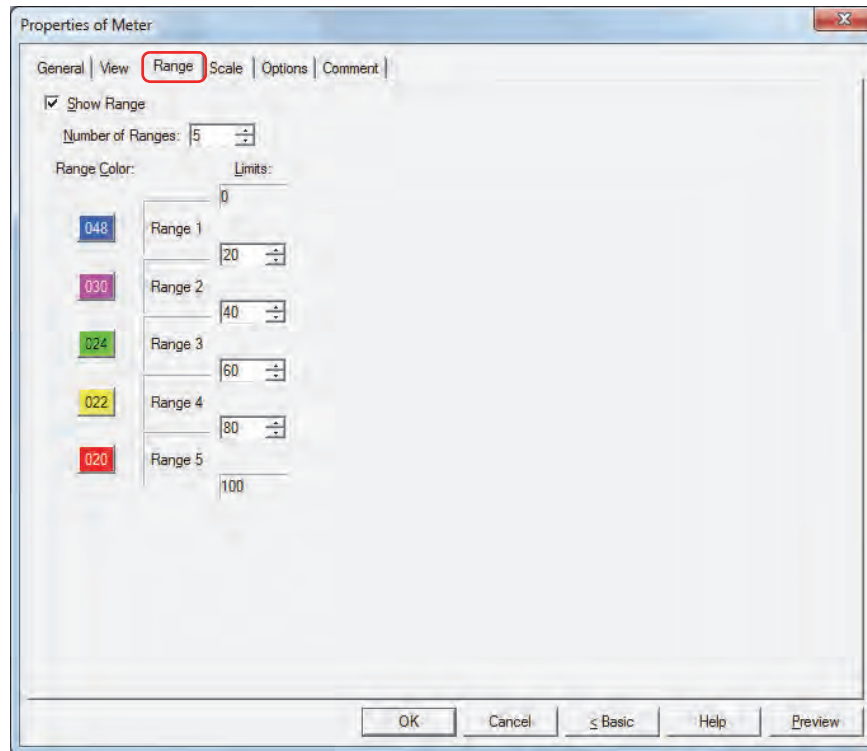 Properties of Meter
General View Range Scale Options Comment
Show Range
Number of Ranges: 5
Range Color: Limits:
0
048 Range 1
20
030 Range 2
40
024 Range 3
60
022 Range 4
80
020 Range 5
100
OK Cancel < Basic Help Preview